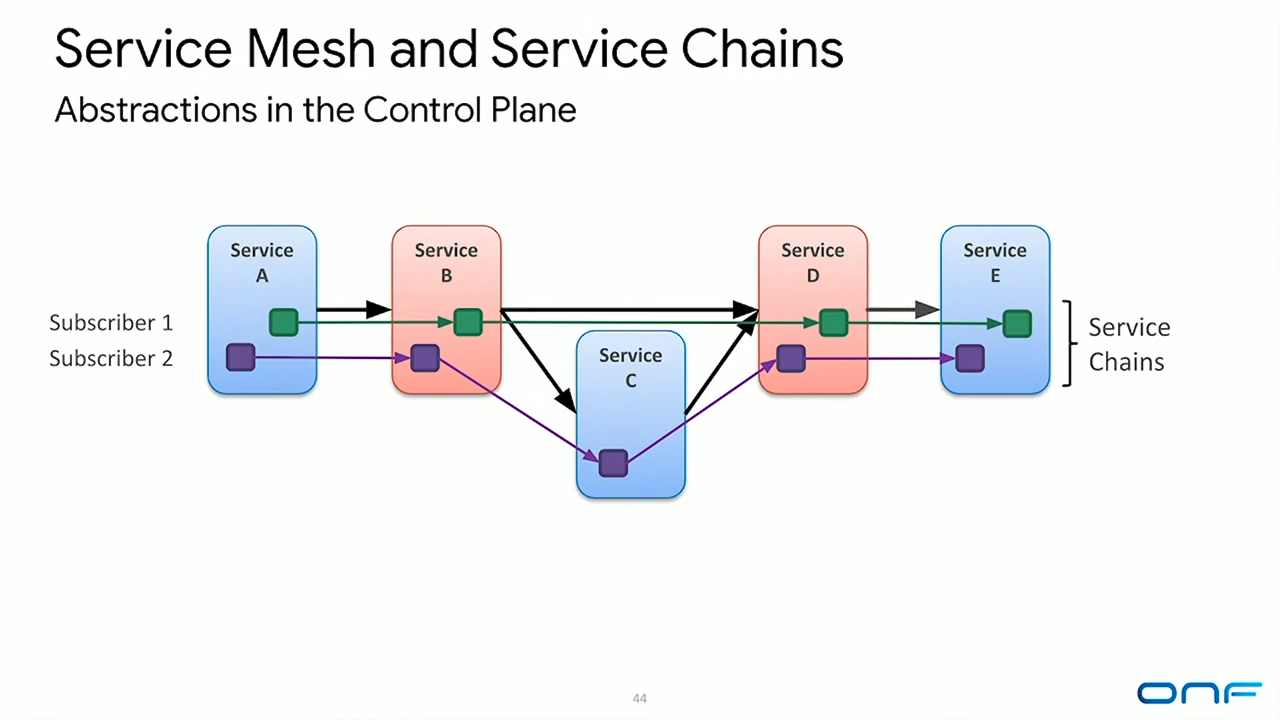 Service Mesh and Service Chains
Abstractions in the Control Plane
Service
A
Service
B
Service
C
Service
D
Service
E
Subscriber 1
Subscriber 2
Service
Chains
44
ONF